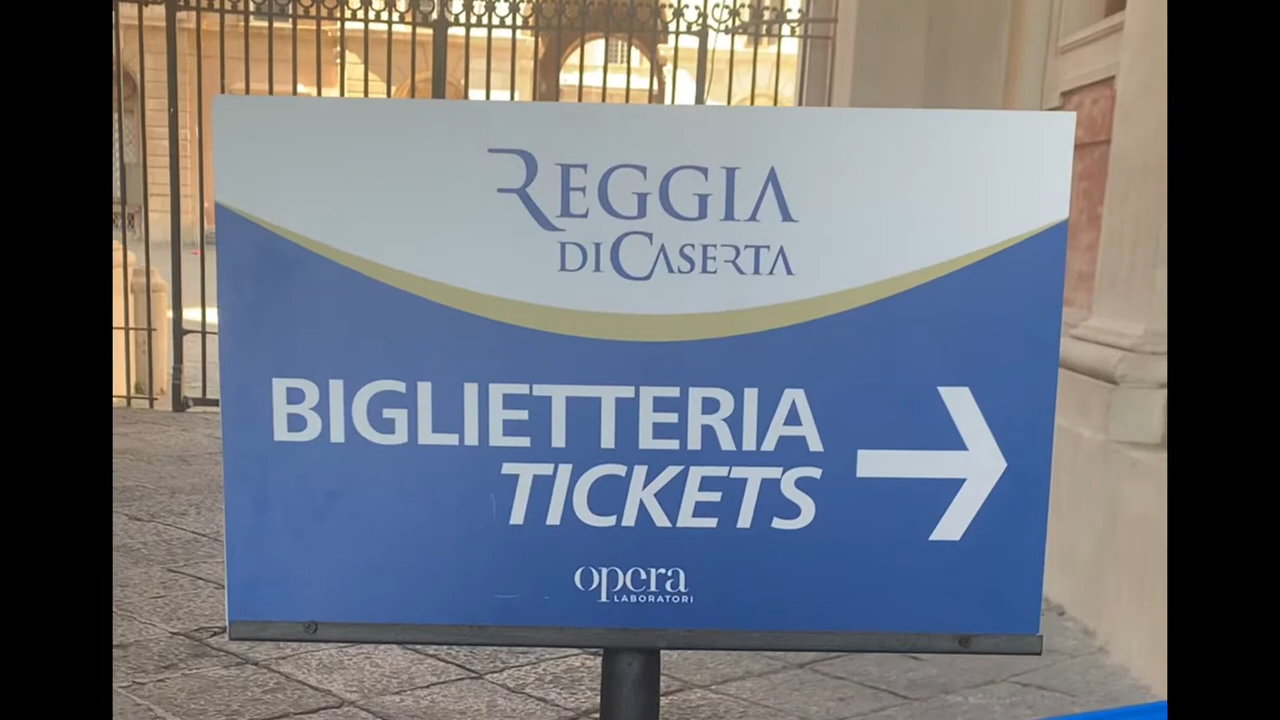 REGGIA
DI CASERTA
BIGLIETTERIA
TICKETS
opera
LABORATORI